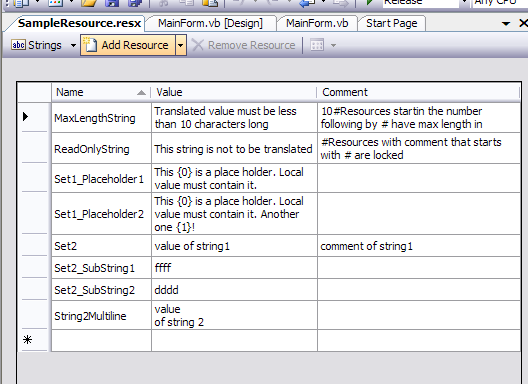 Release
Any CPU
SampleResource.resx
MainForm.vb [Design]
MainForm.vb
Start Page
abc Strings
Add Resource
Remove Resource
Name
Value
Comment
MaxLengthString
Translated value must be less
than 10 characters long
10#Resources startin the number
following by # have max length in
ReadOnlyString
This string is not to be translated
#Resources with comment that starts
with # are locked
Set1_Placeholder1
This {0} is a place holder. Local
value must contain it.
Set1_Placeholder2
This {0} is a place holder. Local
value must contain it. Another
one {1}!
Set2
value of string1
comment of string1
Set2_SubString1
ffff
Set2_SubString2
dddd
String2Multiline
value
of string 2